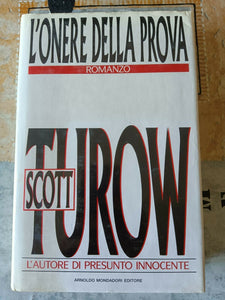 L'ONERE DELLA PROVA
ROMANZO
SCOTT
TUROW
L'AUTORE DI PRESUNTO INNOCENTE
ARNOLDO MONDADORI EDITORE